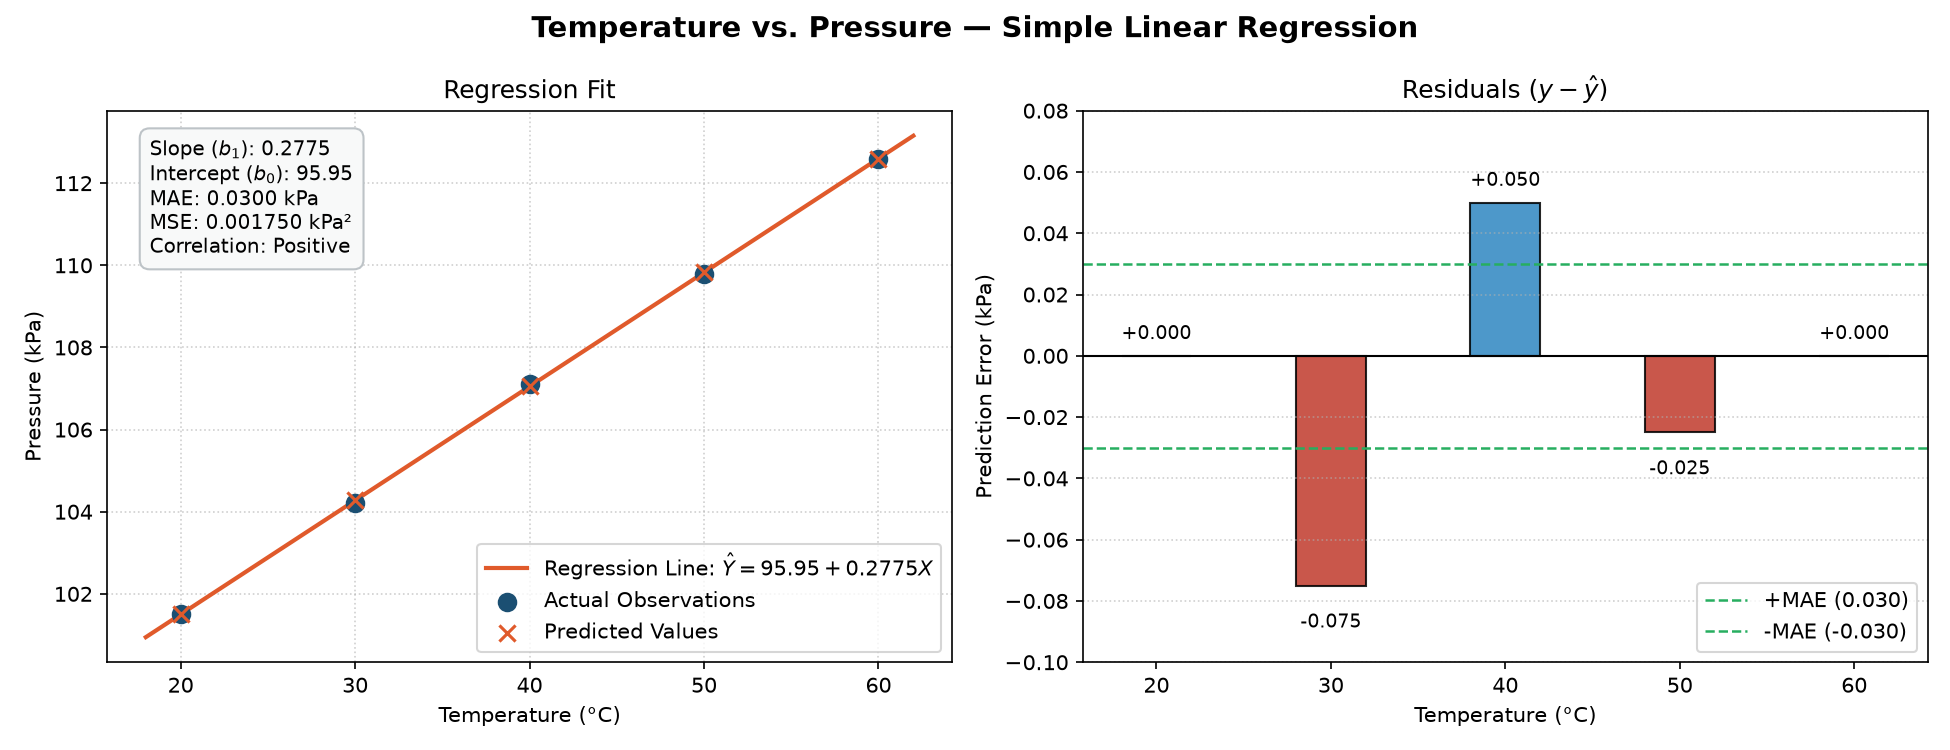 Temperature vs. Pressure — Simple Linear Regression
Regression Fit
Slope (b₁): 0.2775
Intercept (b₀): 95.95
MAE: 0.0300 kPa
MSE: 0.001750 kPa²
Correlation: Positive
Pressure (kPa)
112
110
108
106
104
102
Regression Line: Ŷ = 95.95 + 0.2775X
Actual Observations
Predicted Values
20 30 40 50 60
Temperature (°C)
Residuals (y − ŷ)
Prediction Error (kPa)
0.08
0.06
0.04
0.02
0.00
−0.02
−0.04
−0.06
−0.08
−0.10
+0.000
-0.075
+0.050
-0.025
+0.000
+MAE (0.030)
-MAE (-0.030)
20 30 40 50 60
Temperature (°C)